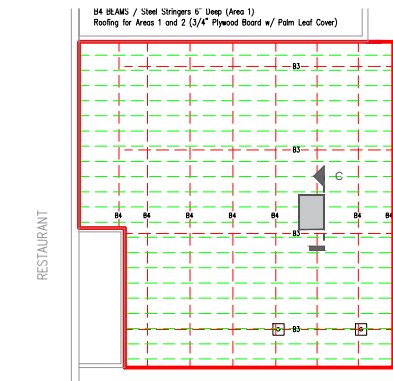 B4 BEAMS / Steel Stringers 6" Deep (Area 1)
Roofing for Areas 1 and 2 (3/4" Plywood Board w/ Palm Leaf Cover)
B3
B3
C
B4 B4 B4 B4 B4 B4 B4
B3
RESTAURANT
B3